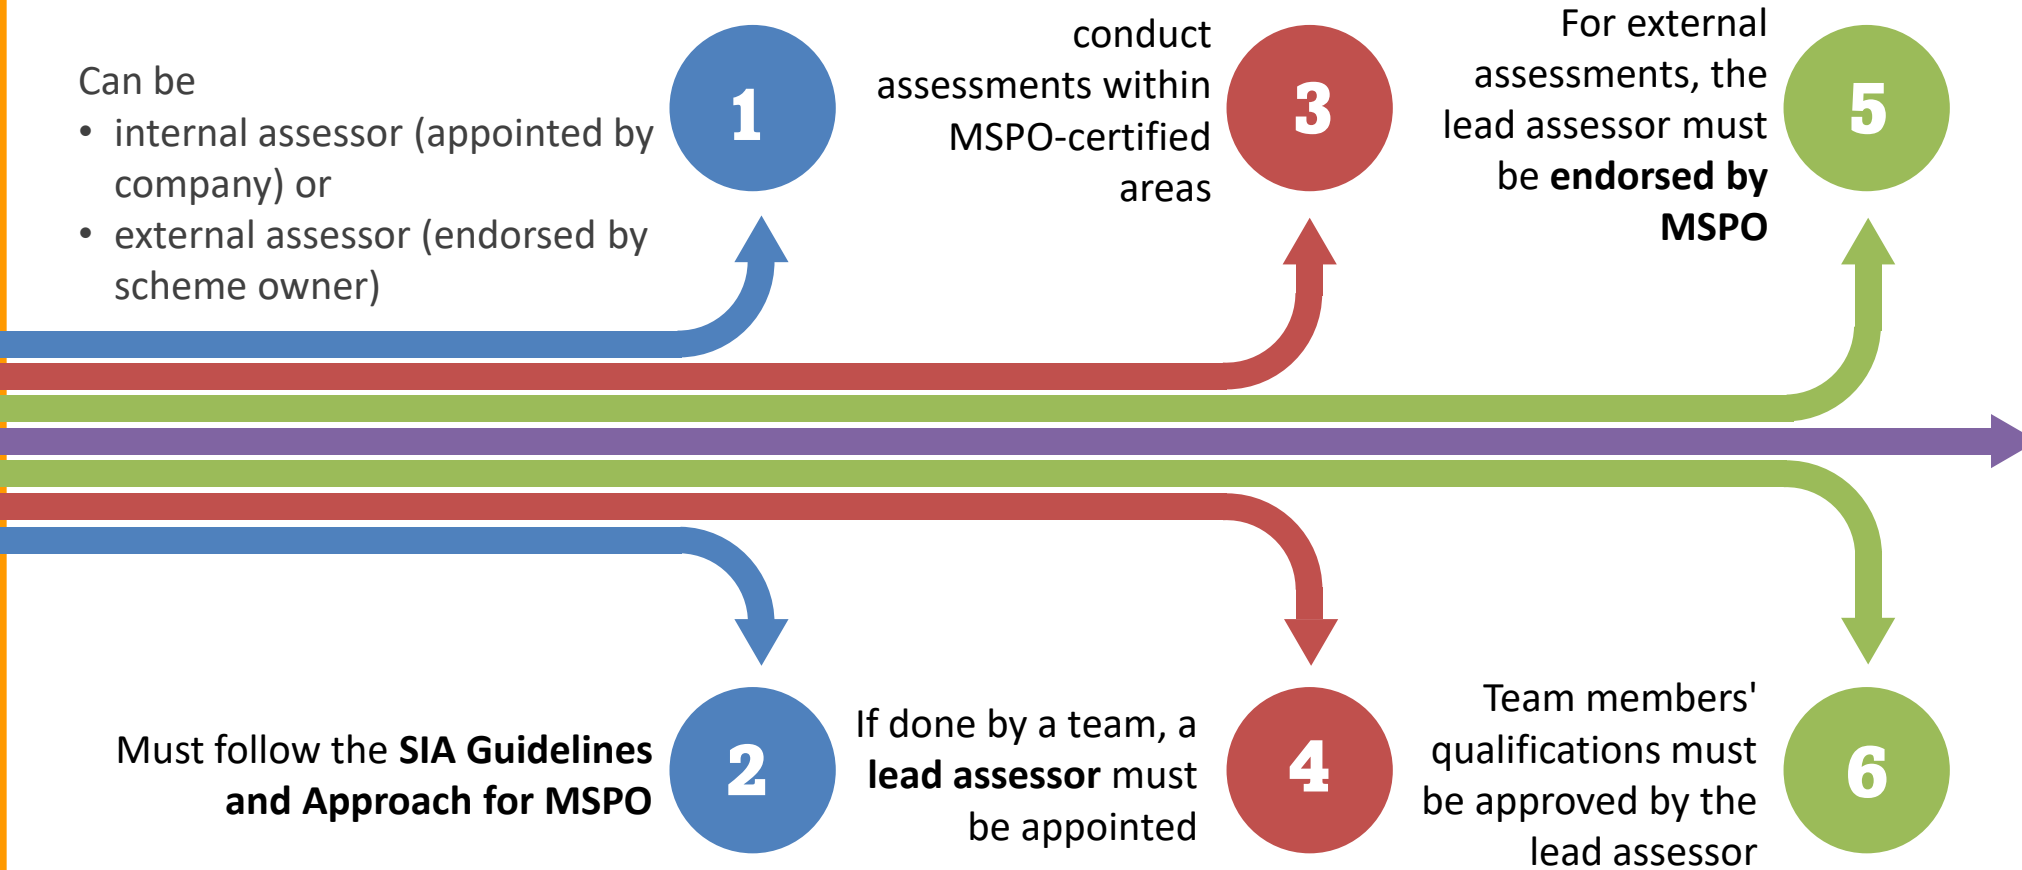 Can be
• internal assessor (appointed by
company) or
• external assessor (endorsed by
scheme owner)
1
Must follow the SIA Guidelines
and Approach for MSPO
2
conduct
assessments within
MSPO-certified
areas
3
If done by a team, a
lead assessor must
be appointed
4
For external
assessments, the
lead assessor must
be endorsed by
MSPO
5
Team members'
qualifications must
be approved by the
lead assessor
6